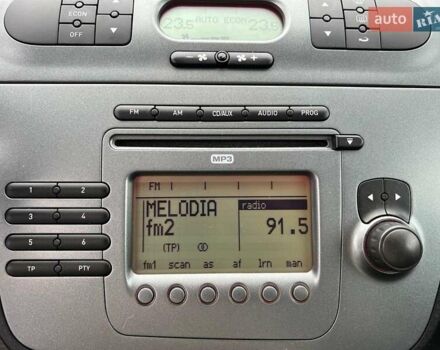 ECON
OFF
23.5 AUTO ECON 23.5
auto RIA
FM AM CD/AUX AUDIO PROG
MP3
1 2
3 4
5 6
TP PTY
FM
MELODIA radio
fm2 91.5
(TP)
fm1 scan as af lrn man